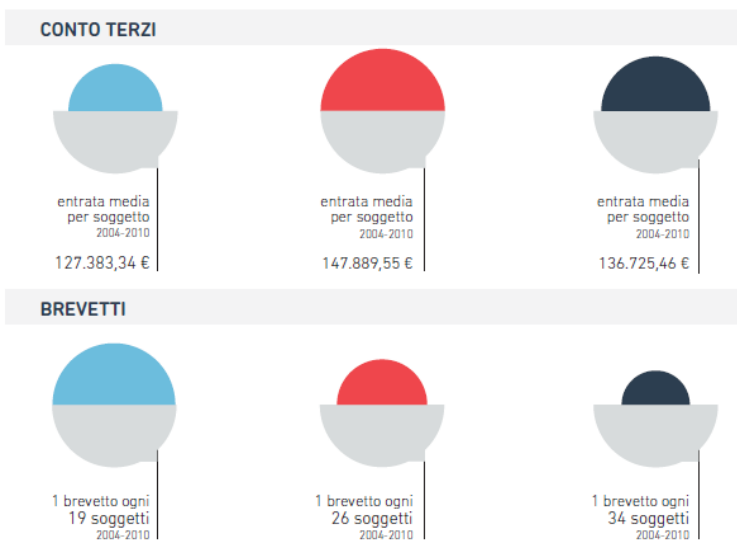 CONTO TERZI
entrata media
per soggetto
2004-2010
127.383,34 €
entrata media
per soggetto
2004-2010
147.889,55 €
entrata media
per soggetto
2004-2010
136.725,46 €
BREVETTI
1 brevetto ogni
19 soggetti
2004-2010
1 brevetto ogni
26 soggetti
2004-2010
1 brevetto ogni
34 soggetti
2004-2010